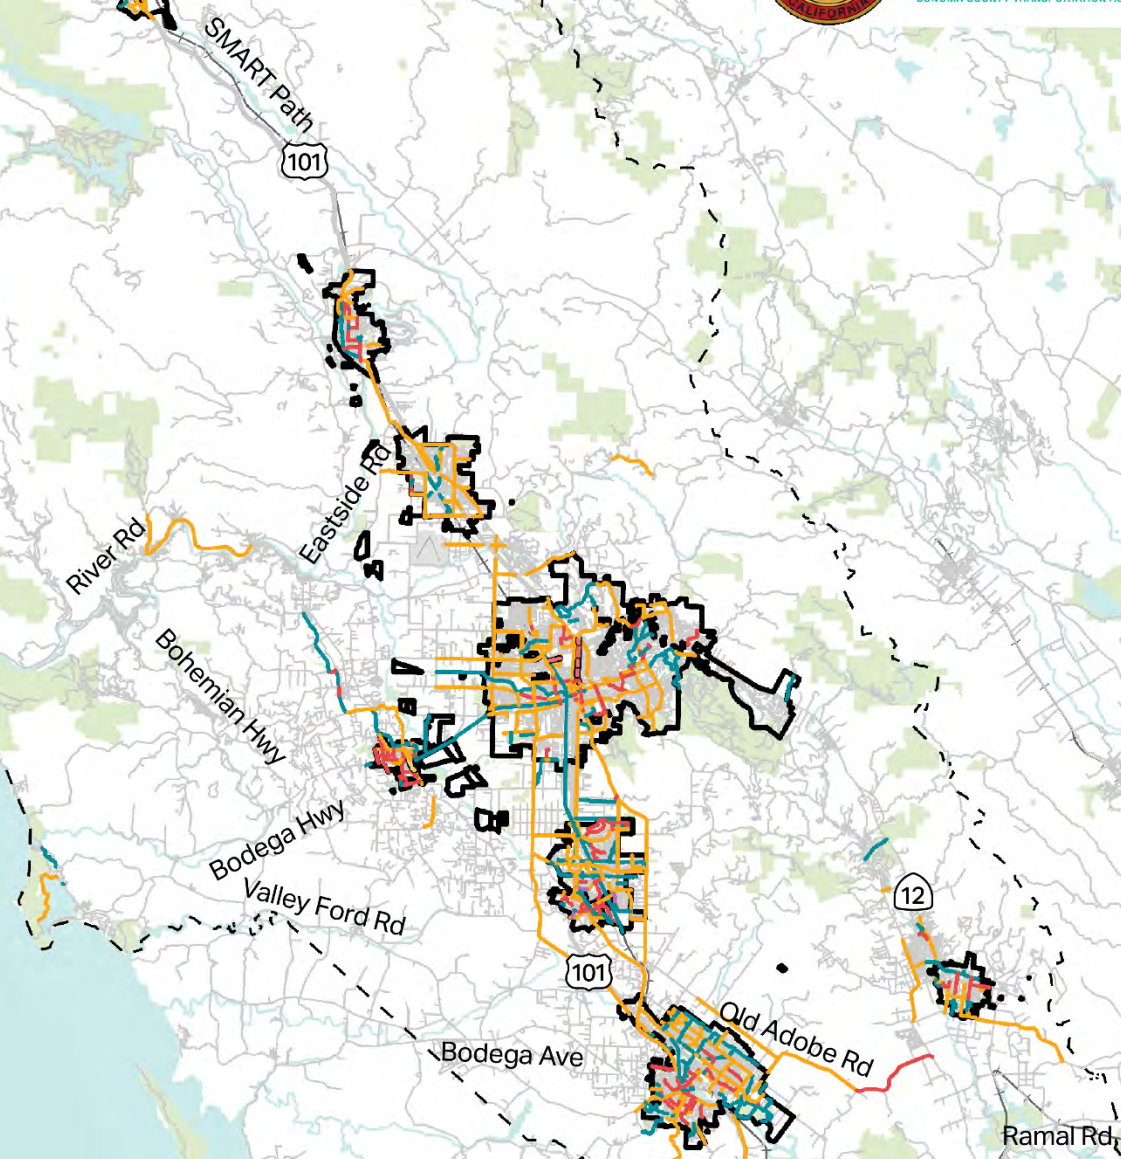 CALIFORNIA
SMART Path
101
Eastside Rd
River Rd
Bohemian Hwy
Bodega Hwy
Valley Ford Rd
12
101
Old Adobe Rd
Bodega Ave
Ramal Rd